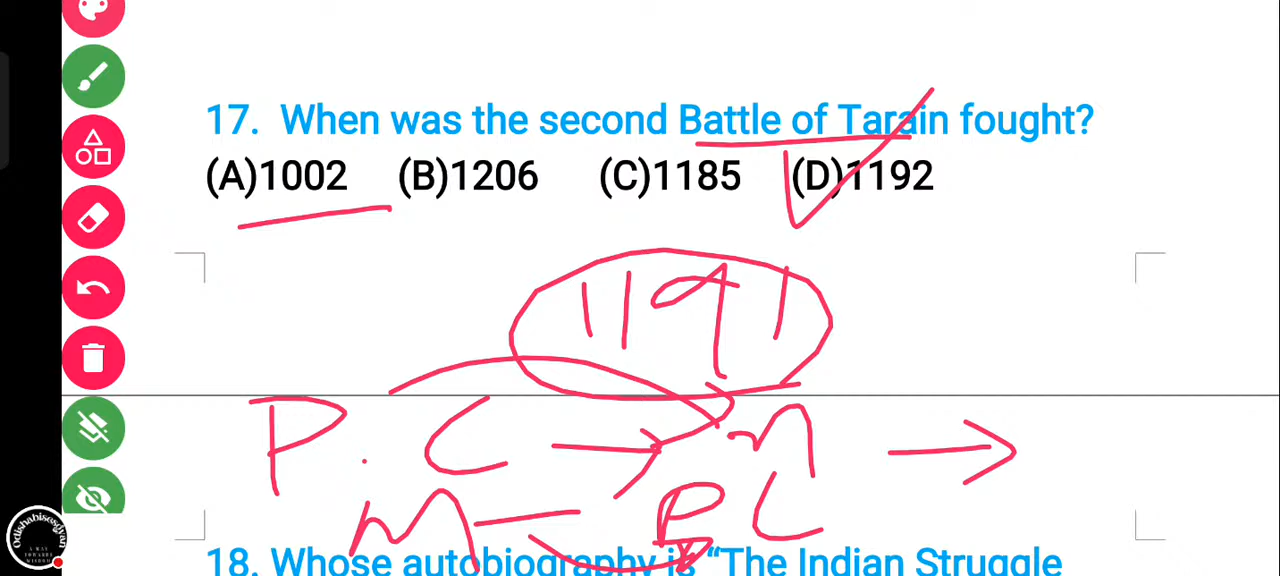 17. When was the second Battle of Tarain fought?
(A)1002 (B)1206 (C)1185 (D)1192
1191
P.C → m →
M — P C
18. Whose autobiography is “The Indian Struggle
odishabisesgyan